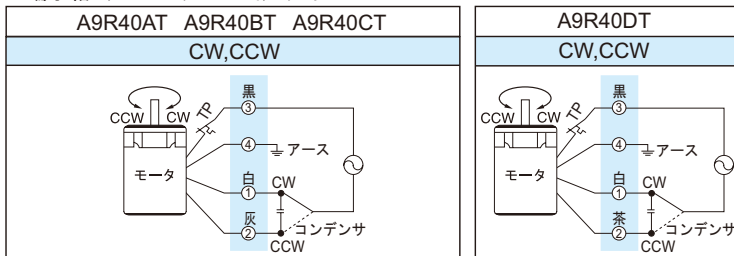 A9R40AT A9R40BT A9R40CT
CW,CCW
CCW CW
TP
黒
③
④
アース
モータ
白
①
CW
灰
②
コンデンサ
CCW
A9R40DT
CW,CCW
CCW CW
TP
黒
③
④
アース
モータ
白
①
CW
茶
②
コンデンサ
CCW